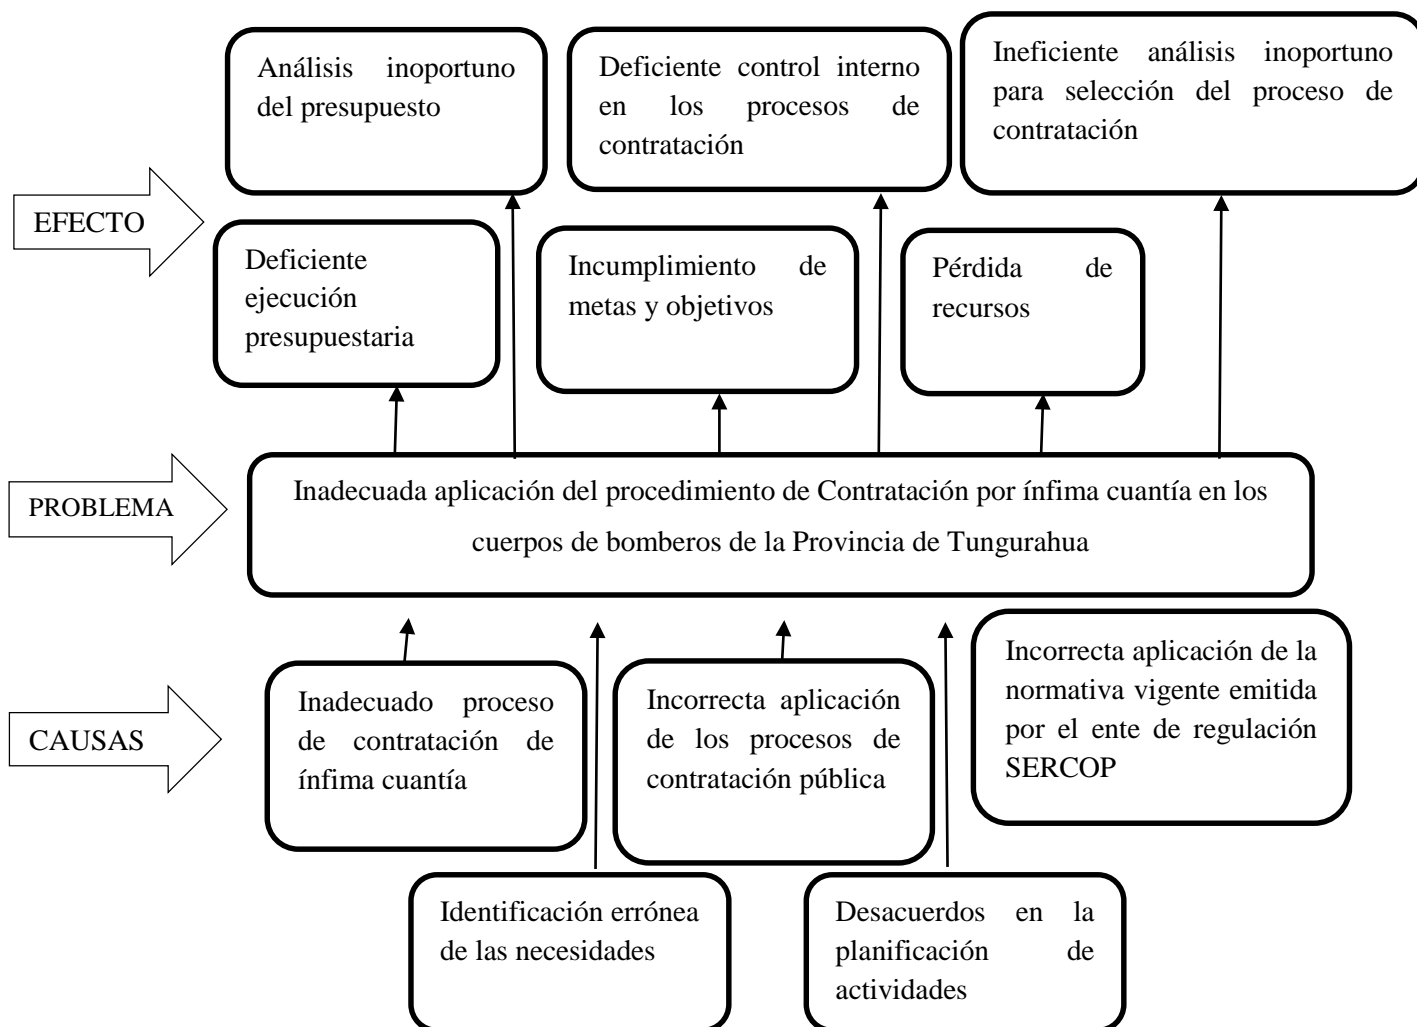 Análisis inoportuno
del presupuesto
Deficiente control interno
en los procesos de
contratación
Ineficiente análisis inoportuno
para selección del proceso de
contratación
EFECTO
Deficiente
ejecución
presupuestaria
Incumplimiento de
metas y objetivos
Pérdida de
recursos
PROBLEMA
Inadecuada aplicación del procedimiento de Contratación por ínfima cuantía en los
cuerpos de bomberos de la Provincia de Tungurahua
CAUSAS
Inadecuado proceso
de contratación de
ínfima cuantía
Incorrecta aplicación
de los procesos de
contratación pública
Incorrecta aplicación de la
normativa vigente emitida
por el ente de regulación
SERCOP
Identificación errónea
de las necesidades
Desacuerdos en la
planificación de
actividades